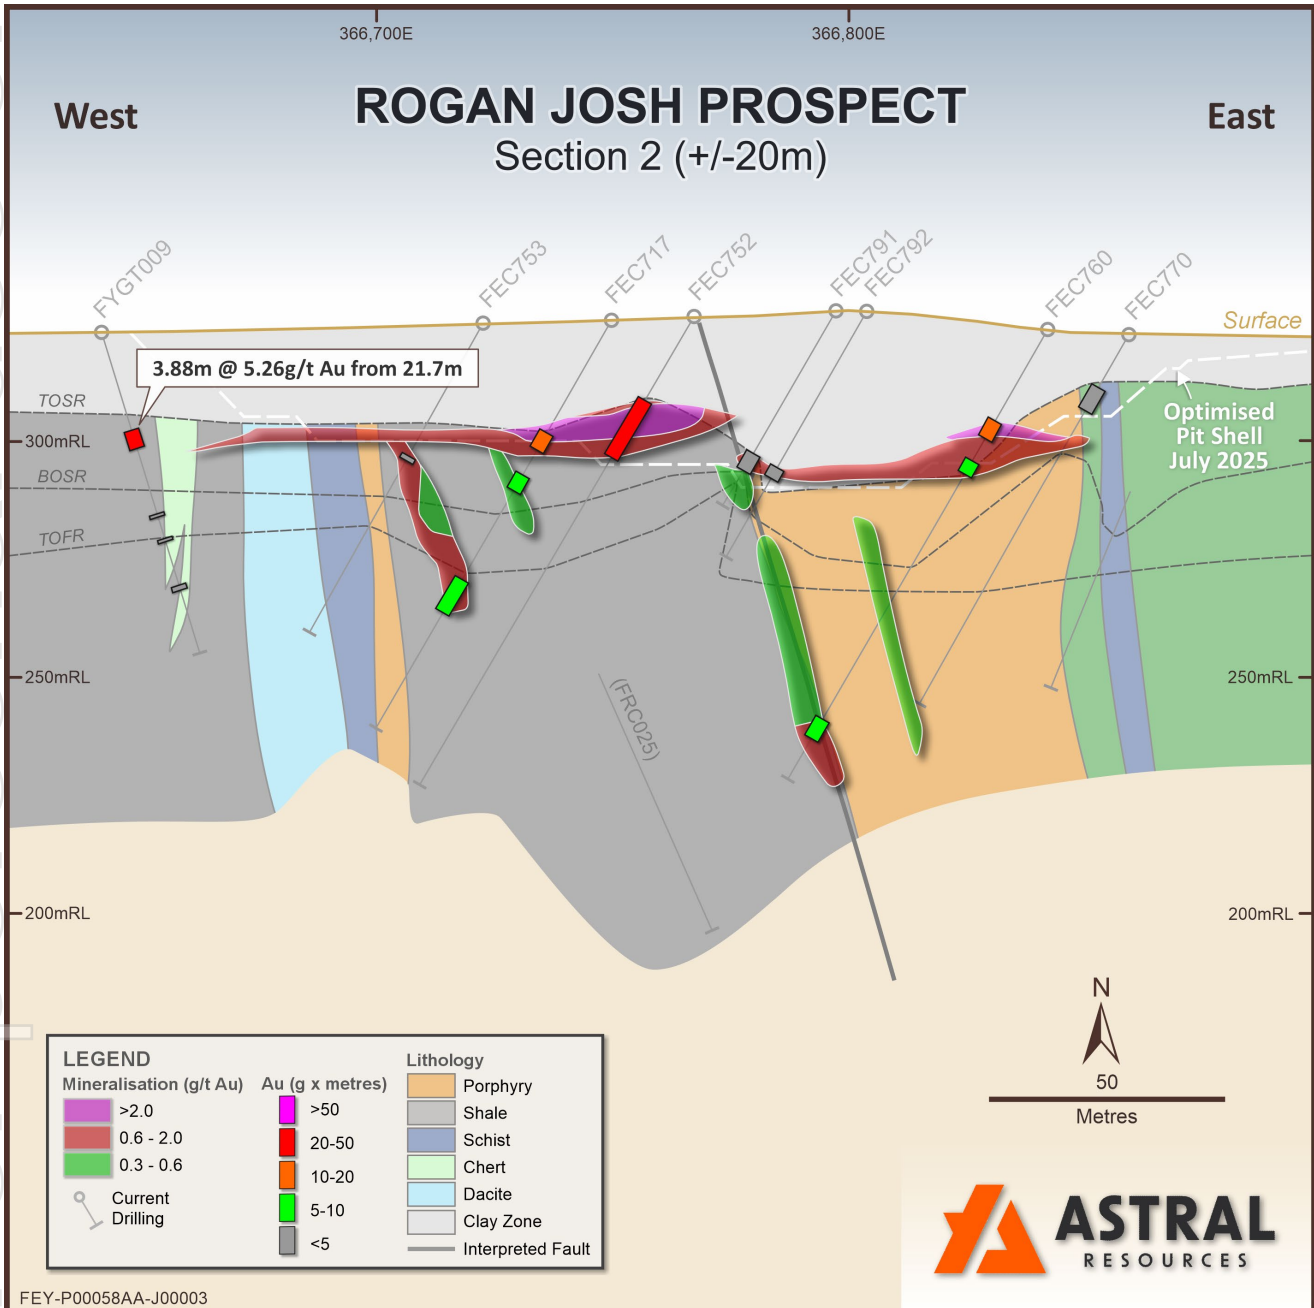 366,700E
366,800E
West
ROGAN JOSH PROSPECT
East
Section 2 (+/-20m)
FYGT009
FEC753
FEC717
FEC752
FEC791
FEC792
FEC760
FEC770
Surface
3.88m @ 5.26g/t Au from 21.7m
TOSR
300mRL
BOSR
TOFR
Optimised
Pit Shell
July 2025
250mRL
250mRL
(FRC025)
200mRL
200mRL
N
50
Metres
LEGEND
Mineralisation (g/t Au)
>2.0
0.6 - 2.0
0.3 - 0.6
Current
Drilling
Au (g x metres)
>50
20-50
10-20
5-10
<5
Lithology
Porphyry
Shale
Schist
Chert
Dacite
Clay Zone
Interpreted Fault
ASTRAL
RESOURCES
FEY-P00058AA-J00003